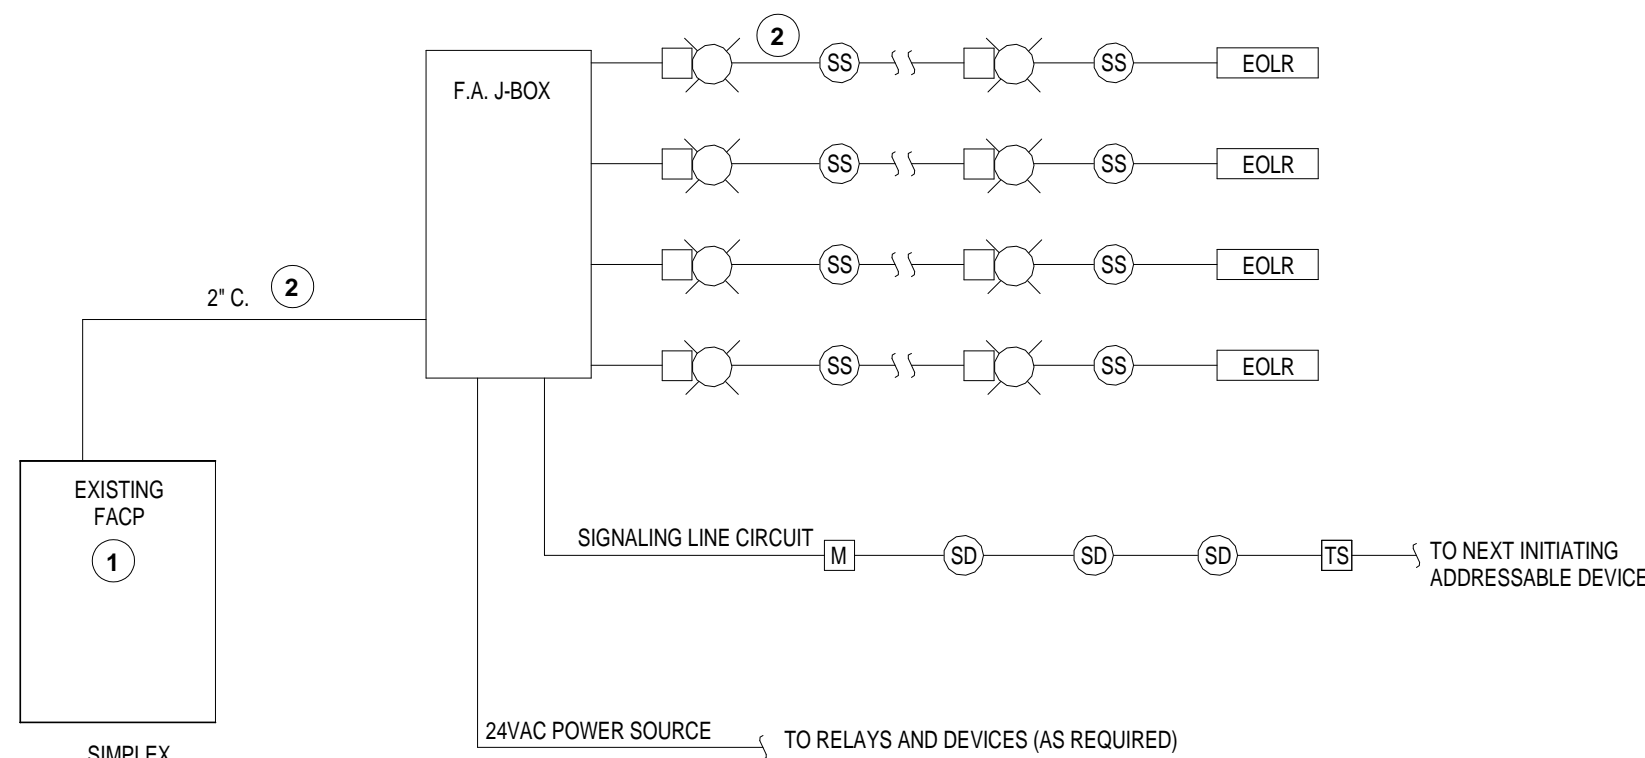 2
SS
SS
EOLR
F.A. J-BOX
SS
SS
EOLR
SS
SS
EOLR
2" C.
2
SS
SS
EOLR
EXISTING
FACP
1
SIGNALING LINE CIRCUIT
M
SD
SD
SD
TS
TO NEXT INITIATING
ADDRESSABLE DEVICE
24VAC POWER SOURCE
TO RELAYS AND DEVICES (AS REQUIRED)
SIMPLEX